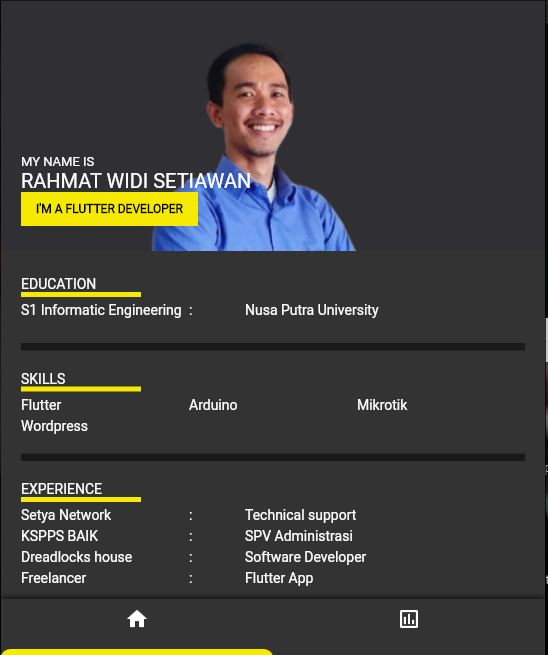 MY NAME IS
RAHMAT WIDI SETIAWAN
I'M A FLUTTER DEVELOPER
EDUCATION
S1 Informatic Engineering : Nusa Putra University
SKILLS
Flutter Arduino Mikrotik
Wordpress
EXPERIENCE
Setya Network : Technical support
KSPPS BAIK : SPV Administrasi
Dreadlocks house : Software Developer
Freelancer : Flutter App